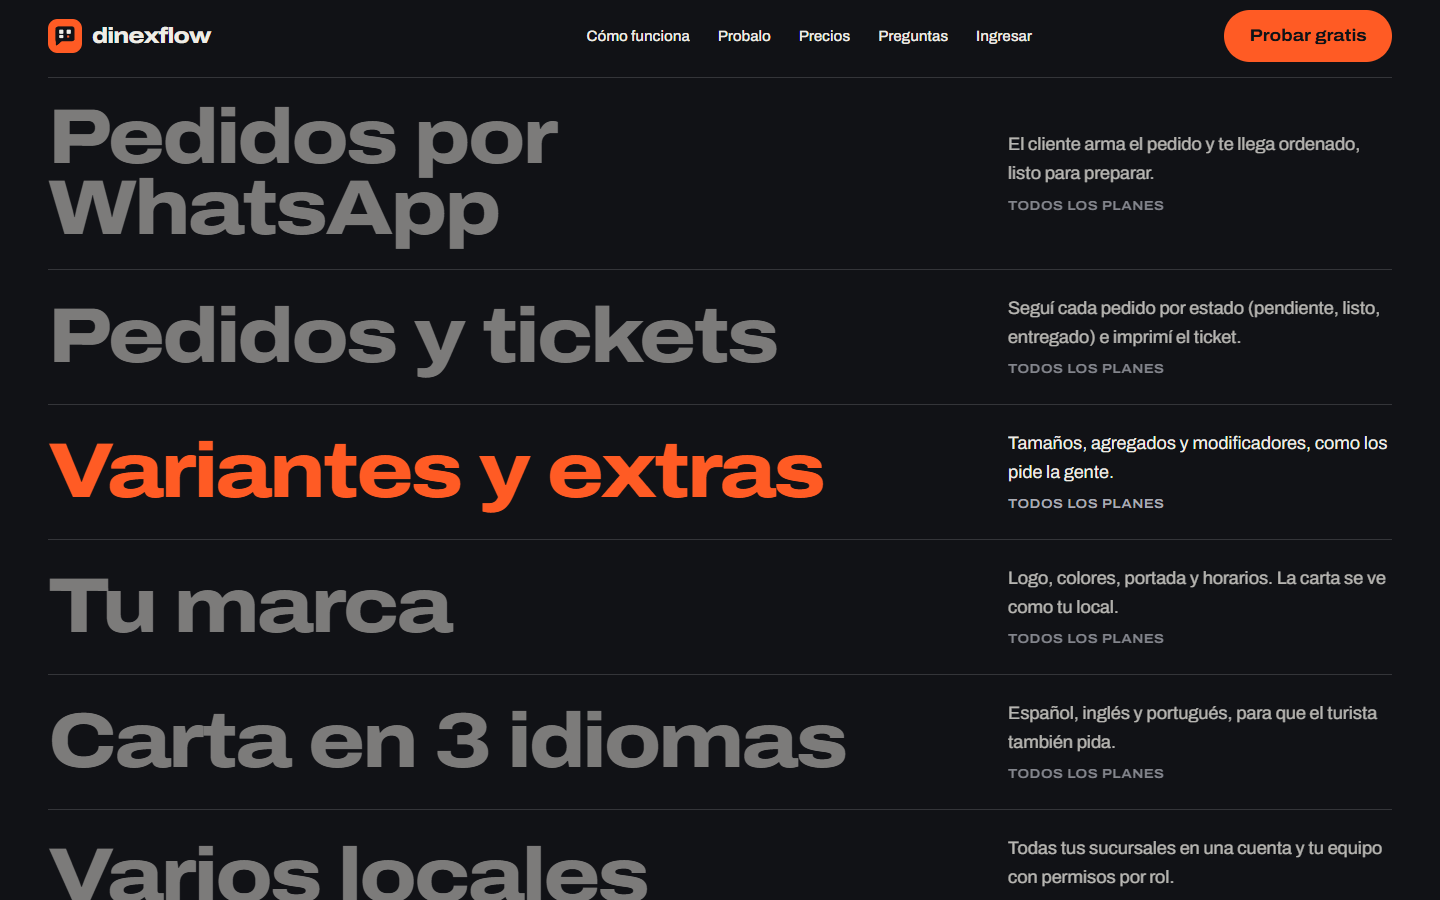 dinexflow
Cómo funciona
Probalo
Precios
Preguntas
Ingresar
Probar gratis
Pedidos por
WhatsApp
El cliente arma el pedido y te llega ordenado,
listo para preparar.
TODOS LOS PLANES
Pedidos y tickets
Seguí cada pedido por estado (pendiente, listo,
entregado) e imprimí el ticket.
TODOS LOS PLANES
Variantes y extras
Tamaños, agregados y modificadores, como los
pide la gente.
TODOS LOS PLANES
Tu marca
Logo, colores, portada y horarios. La carta se ve
como tu local.
TODOS LOS PLANES
Carta en 3 idiomas
Español, inglés y portugués, para que el turista
también pida.
TODOS LOS PLANES
Varios locales
Todas tus sucursales en una cuenta y tu equipo
con permisos por rol.